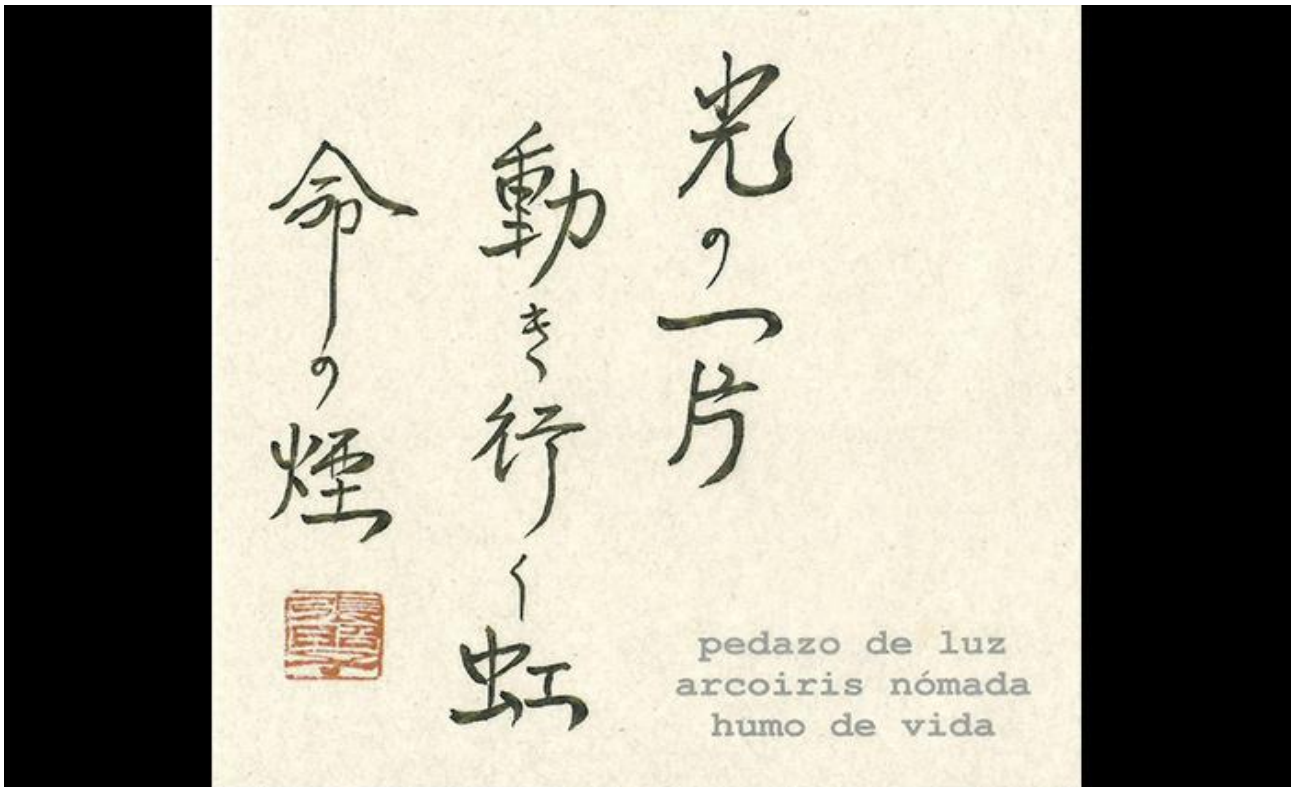 光の一片
動き行く虹
命の煙
pedazo de luz
arcoiris nómada
humo de vida